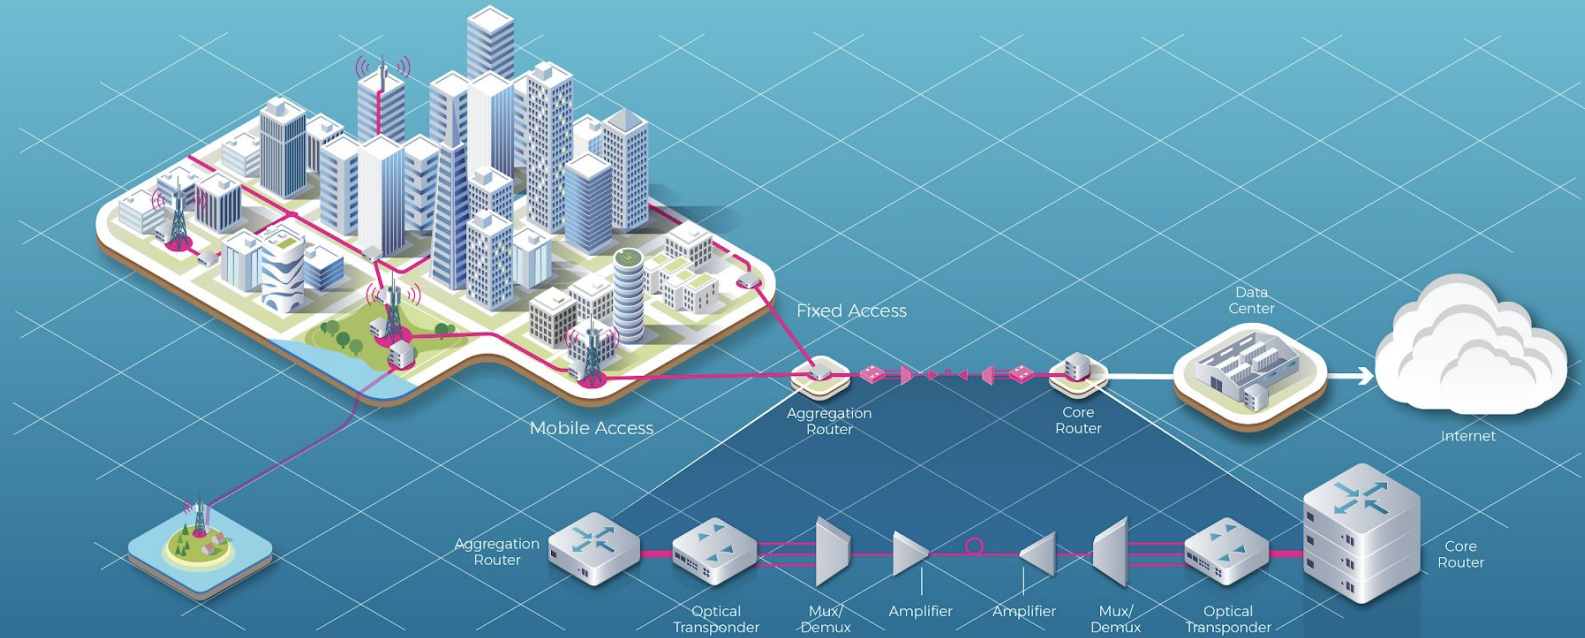 Data
Center
Fixed Access
Internet
Aggregation
Router
Core
Router
Mobile Access
Aggregation
Router
Core
Router
Optical
Transponder
Mux/
Demux
Amplifier
Amplifier
Mux/
Demux
Optical
Transponder